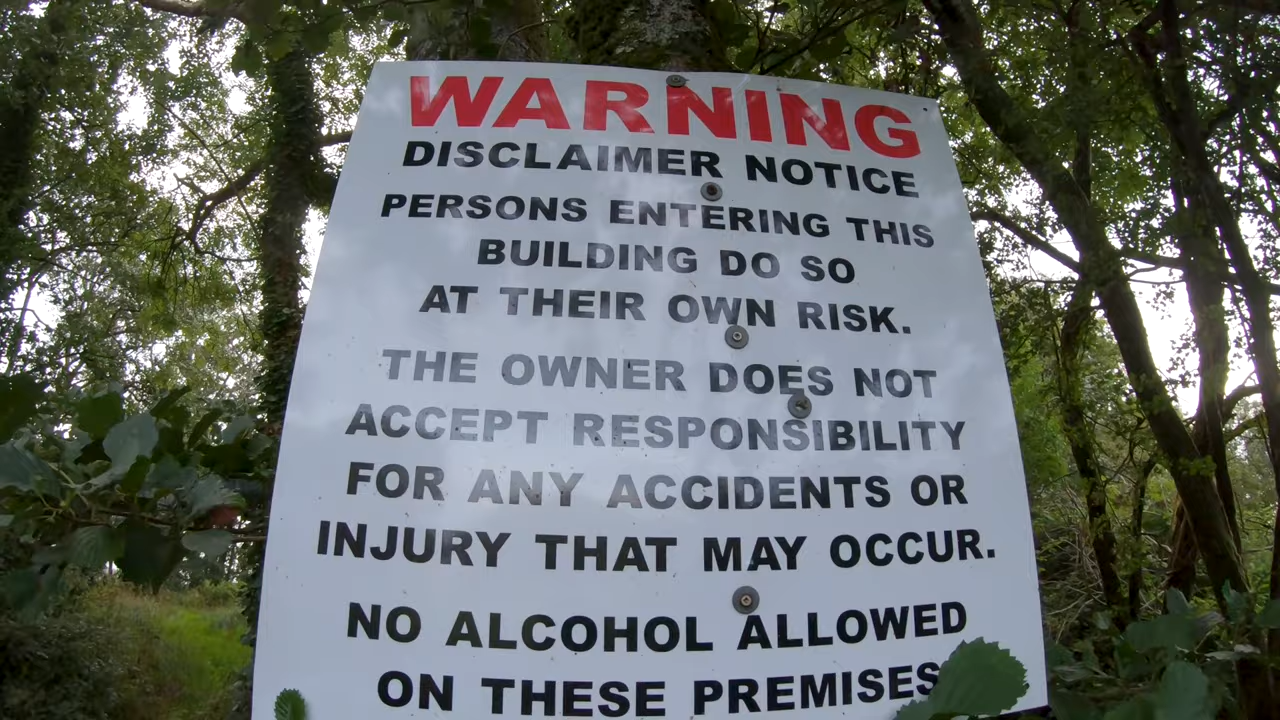 WARNING
DISCLAIMER NOTICE
PERSONS ENTERING THIS
BUILDING DO SO
AT THEIR OWN RISK.
THE OWNER DOES NOT
ACCEPT RESPONSIBILITY
FOR ANY ACCIDENTS OR
INJURY THAT MAY OCCUR.
NO ALCOHOL ALLOWED
ON THESE PREMISES